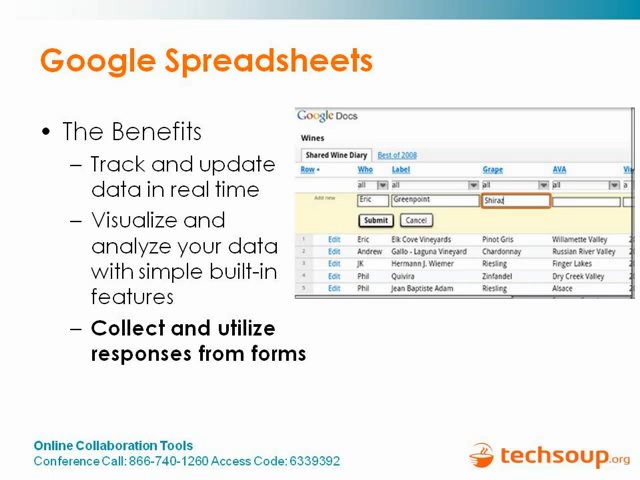 Google Spreadsheets
• The Benefits
– Track and update
data in real time
– Visualize and
analyze your data
with simple built-in
features
– Collect and utilize
responses from forms
Google Docs
Wines
Shared Wine Diary Best of 2008
Row Who Label Grape AVA
all all all all a
Add new Eric Greenpoint Shiraz
Submit Cancel
1 Edit Eric Elk Cove Vineyards Pinot Gris Willamette Valley 2
2 Edit Andrew Gallo - Laguna Vineyard Chardonnay Russian River Valley 2
3 Edit JK Hermann J. Wiemer Riesling Finger Lakes 2
4 Edit Phil Quivira Zinfandel Dry Creek Valley 2
5 Edit Phil Jean Baptiste Adam Riesling Alsace 2
Online Collaboration Tools
Conference Call: 866-740-1260 Access Code: 6339392
techsoup.org